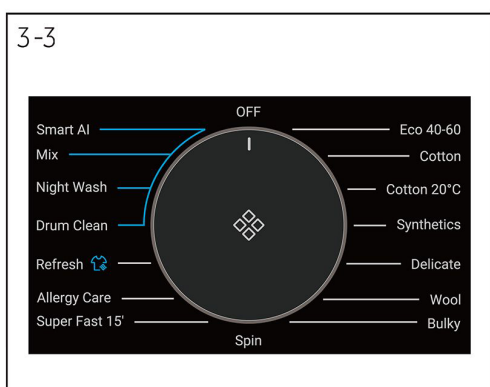 3-3
OFF
Smart AI
Mix
Night Wash
Drum Clean
Refresh
Allergy Care
Super Fast 15'
Spin
Eco 40-60
Cotton
Cotton 20°C
Synthetics
Delicate
Wool
Bulky